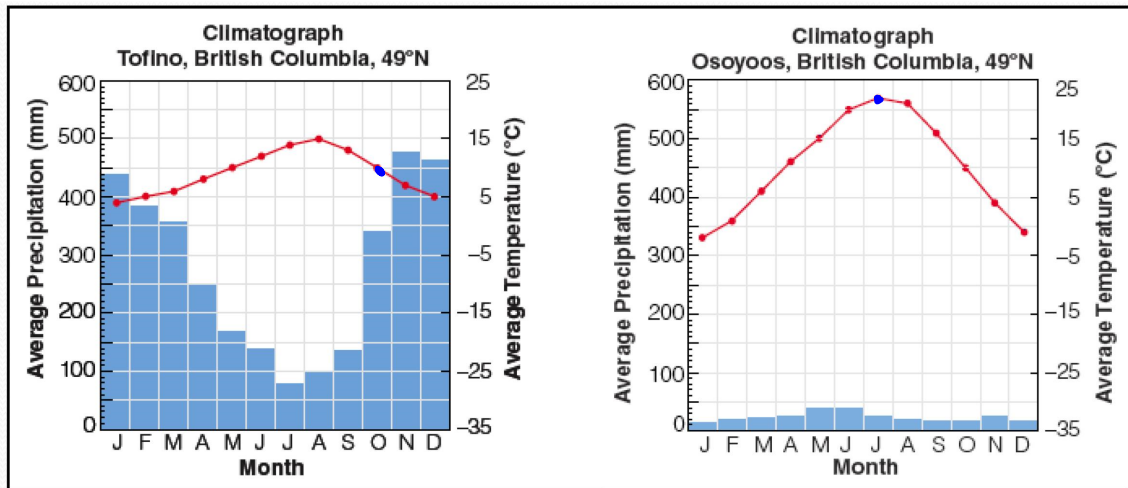 Climatograph
Tofino, British Columbia, 49°N
600
500
400
300
200
100
0
Average Precipitation (mm)
25
15
5
–5
–15
–25
–35
Average Temperature (°C)
J F M A M J J A S O N D
Month
Climatograph
Osoyoos, British Columbia, 49°N
600
500
400
300
200
100
0
Average Precipitation (mm)
25
15
5
–5
–15
–25
–35
Average Temperature (°C)
J F M A M J J A S O N D
Month